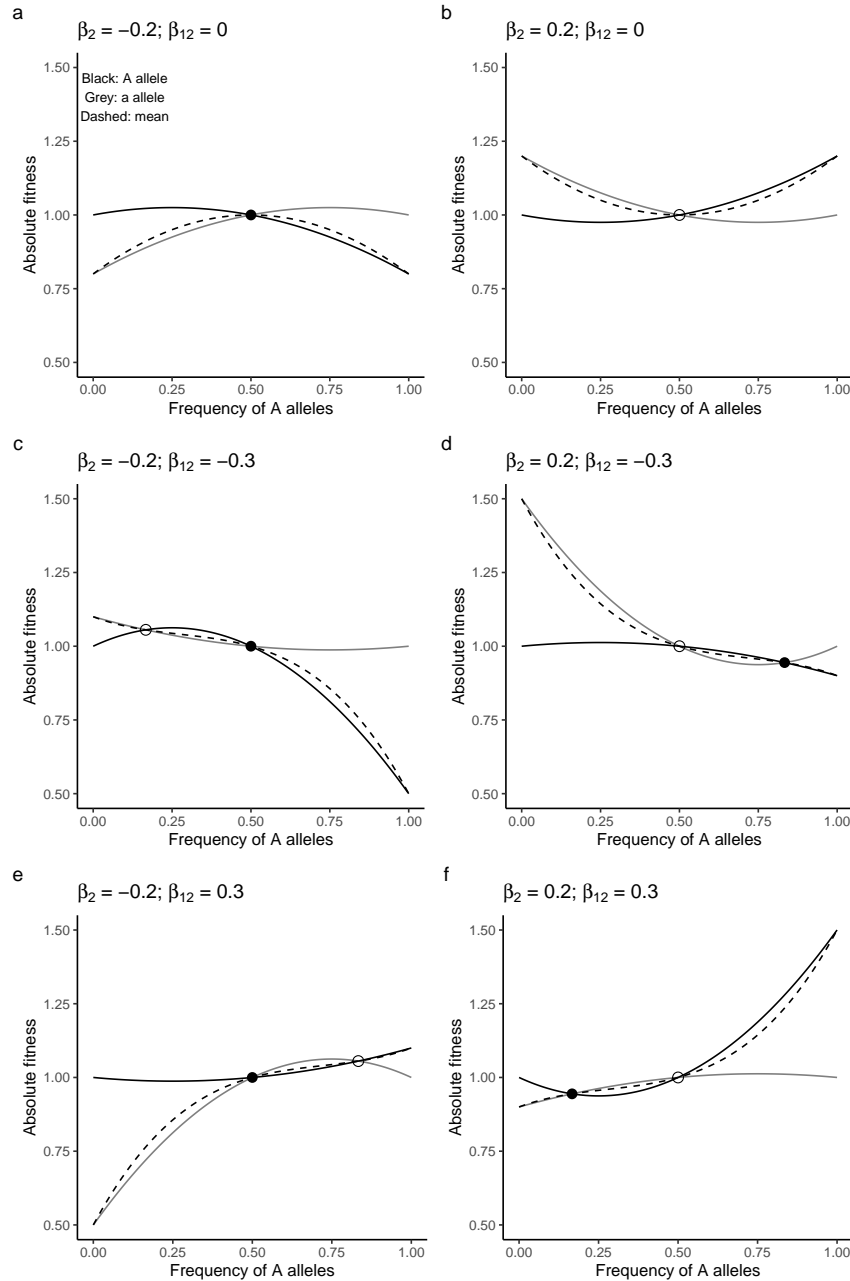 a
β₂ = −0.2; β₁₂ = 0
1.50
1.25
1.00
0.75
0.50
Absolute fitness
Black: A allele
Grey: a allele
Dashed: mean
0.00 0.25 0.50 0.75 1.00
Frequency of A alleles
b
β₂ = 0.2; β₁₂ = 0
1.50
1.25
1.00
0.75
0.50
Absolute fitness
0.00 0.25 0.50 0.75 1.00
Frequency of A alleles
c
β₂ = −0.2; β₁₂ = −0.3
1.50
1.25
1.00
0.75
0.50
Absolute fitness
0.00 0.25 0.50 0.75 1.00
Frequency of A alleles
d
β₂ = 0.2; β₁₂ = −0.3
1.50
1.25
1.00
0.75
0.50
Absolute fitness
0.00 0.25 0.50 0.75 1.00
Frequency of A alleles
e
β₂ = −0.2; β₁₂ = 0.3
1.50
1.25
1.00
0.75
0.50
Absolute fitness
0.00 0.25 0.50 0.75 1.00
Frequency of A alleles
f
β₂ = 0.2; β₁₂ = 0.3
1.50
1.25
1.00
0.75
0.50
Absolute fitness
0.00 0.25 0.50 0.75 1.00
Frequency of A alleles